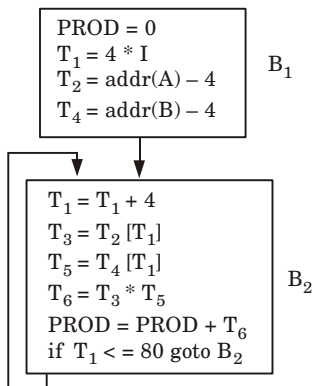 PROD = 0
T₁ = 4 * I
T₂ = addr(A) – 4
T₄ = addr(B) – 4
B₁
T₁ = T₁ + 4
T₃ = T₂ [T₁]
T₅ = T₄ [T₁]
T₆ = T₃ * T₅
PROD = PROD + T₆
if T₁ < = 80 goto B₂
B₂